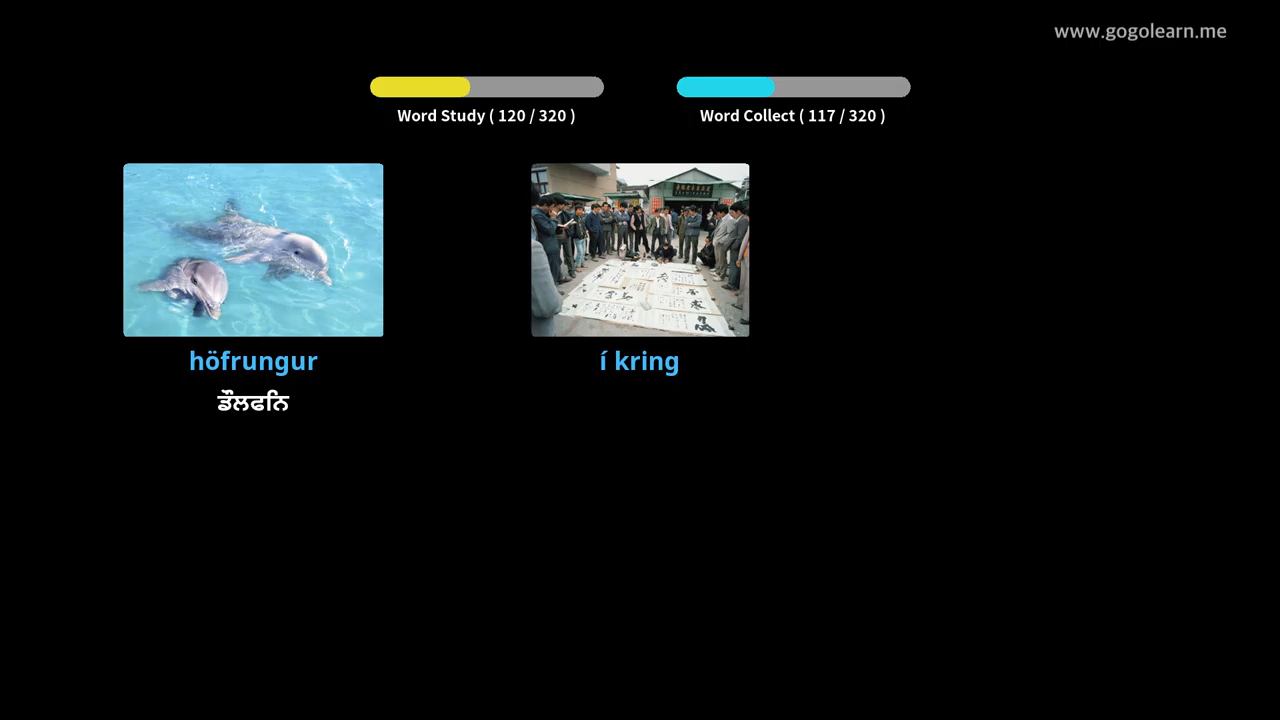 www.gogolearn.me
Word Study ( 120 / 320 )
Word Collect ( 117 / 320 )
höfrungur
í kring
ਡੌਲਫਨਿ